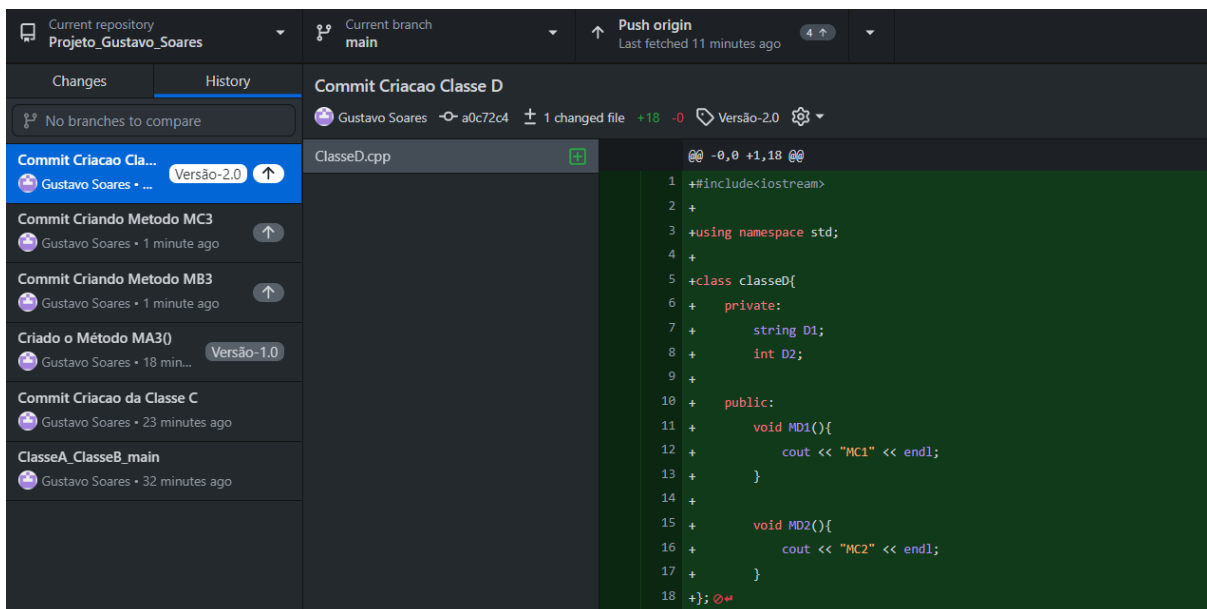 Current repository
Projeto_Gustavo_Soares
Current branch
main
Push origin
Last fetched 11 minutes ago
4
Changes
History
No branches to compare
Commit Criacao Cla...
Gustavo Soares • ...
Versão-2.0
Commit Criando Metodo MC3
Gustavo Soares • 1 minute ago
Commit Criando Metodo MB3
Gustavo Soares • 1 minute ago
Criado o Método MA3()
Gustavo Soares • 18 min...
Versão-1.0
Commit Criacao da Classe C
Gustavo Soares • 23 minutes ago
ClasseA_ClasseB_main
Gustavo Soares • 32 minutes ago
Commit Criacao Classe D
Gustavo Soares a0c72c4 1 changed file +18 -0 Versão-2.0
ClasseD.cpp
@@ -0,0 +1,18 @@
1 +#include<iostream>
2 +
3 +using namespace std;
4 +
5 +class classeD{
6 +    private:
7 +        string D1;
8 +        int D2;
9 +
10 +    public:
11 +        void MD1(){
12 +            cout << "MC1" << endl;
13 +        }
14 +
15 +        void MD2(){
16 +            cout << "MC2" << endl;
17 +        }
18 +};